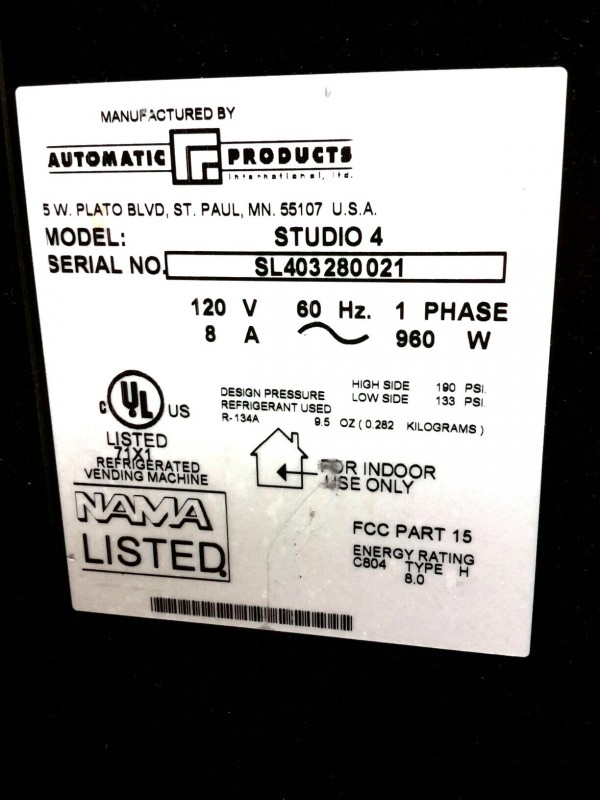 MANUFACTURED BY
AUTOMATIC PRODUCTS
international, ltd.
5 W. PLATO BLVD, ST. PAUL, MN. 55107 U.S.A.
MODEL: STUDIO 4
SERIAL NO. SL403280021
120 V 60 Hz. 1 PHASE
8 A 960 W
C UL US
LISTED
71X1
REFRIGERATED
VENDING MACHINE
DESIGN PRESSURE HIGH SIDE 190 PSI.
LOW SIDE 133 PSI.
REFRIGERANT USED
R-134A 9.5 OZ (0.282 KILOGRAMS)
FOR INDOOR
USE ONLY
NAMA
LISTED
FCC PART 15
ENERGY RATING
C804 TYPE H
8.0